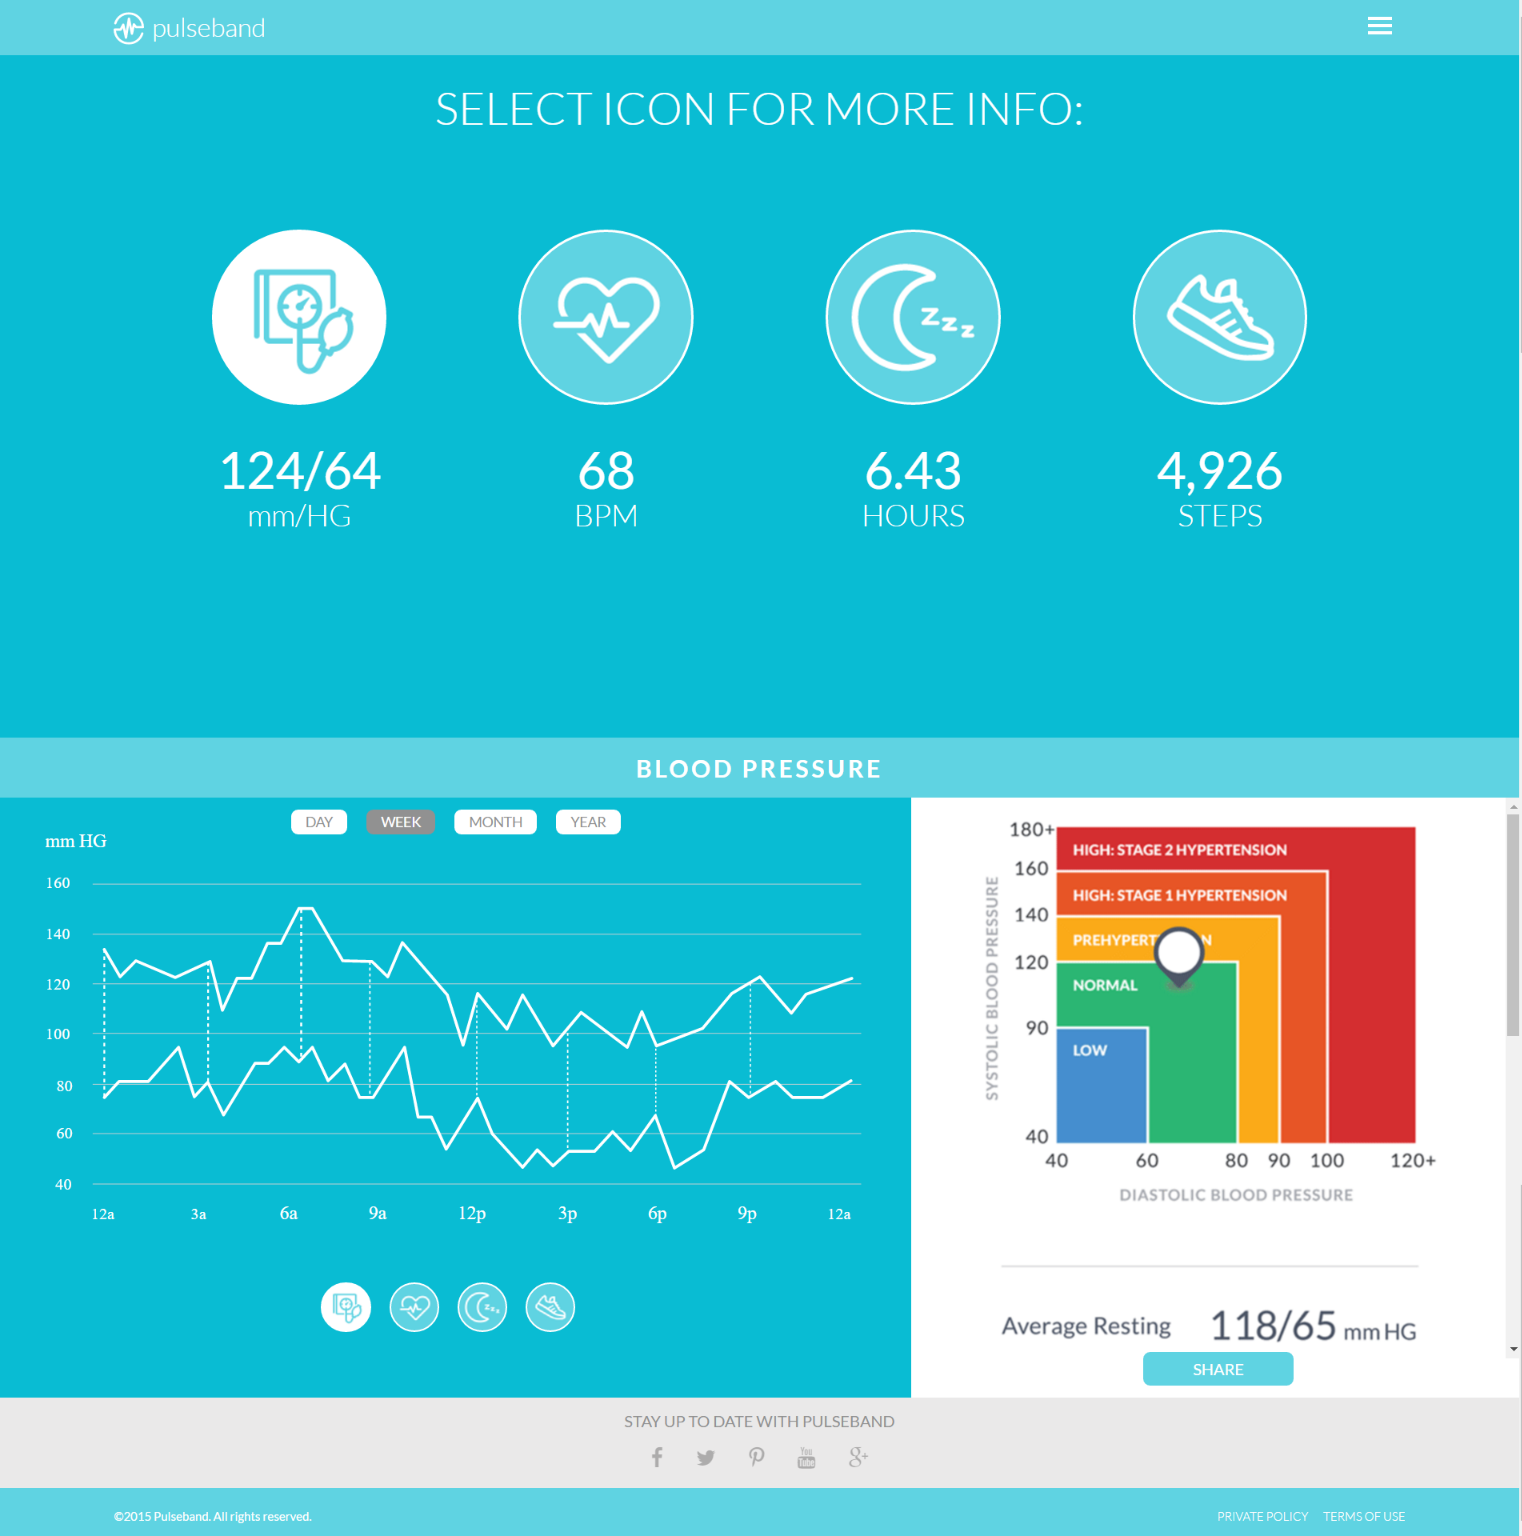 pulseband
SELECT ICON FOR MORE INFO:
zzz
124/64
mm/HG
68
BPM
6.43
HOURS
4,926
STEPS
BLOOD PRESSURE
DAY
WEEK
MONTH
YEAR
mm HG
160
140
120
100
80
60
40
12a
3a
6a
9a
12p
3p
6p
9p
12a
zzz
SYSTOLIC BLOOD PRESSURE
180+
160
140
120
90
40
HIGH: STAGE 2 HYPERTENSION
HIGH: STAGE 1 HYPERTENSION
NORMAL
LOW
40
60
80
90
100
120+
DIASTOLIC BLOOD PRESSURE
Average Resting 118/65 mm HG
SHARE
STAY UP TO DATE WITH PULSEBAND
You
Tube
g+
©2015 Pulseband. All rights reserved.
PRIVATE POLICY
TERMS OF USE